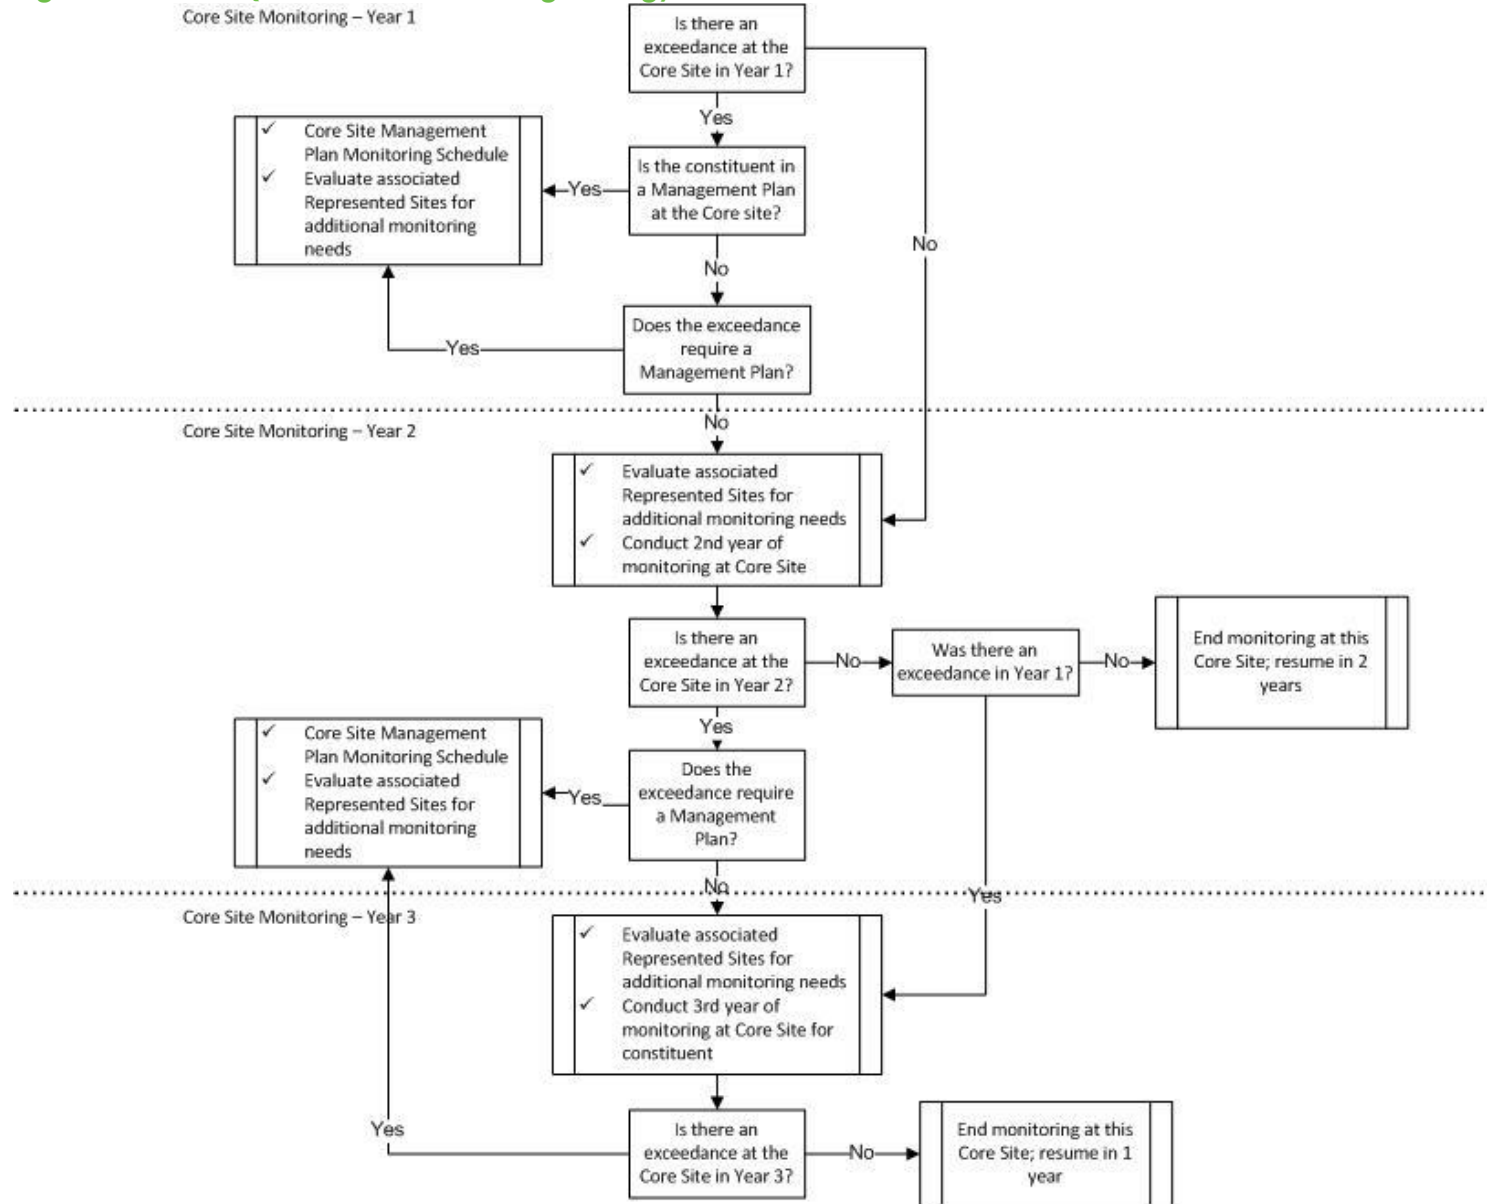 Core Site Monitoring – Year 1
Is there an
exceedance at the
Core Site in Year 1?
Yes
No
✓ Core Site Management
Plan Monitoring Schedule
✓ Evaluate associated
Represented Sites for
additional monitoring
needs
Yes
Is the constituent in
a Management Plan
at the Core site?
No
Does the exceedance
require a
Management Plan?
Yes
No
Core Site Monitoring – Year 2
✓ Evaluate associated
Represented Sites for
additional monitoring needs
✓ Conduct 2nd year of
monitoring at Core Site
Is there an
exceedance at the
Core Site in Year 2?
No
Was there an
exceedance in Year 1?
No
End monitoring at this
Core Site; resume in 2
years
Yes
✓ Core Site Management
Plan Monitoring Schedule
✓ Evaluate associated
Represented Sites for
additional monitoring
needs
Yes
Does the
exceedance require
a Management
Plan?
No
Yes
Core Site Monitoring – Year 3
✓ Evaluate associated
Represented Sites for
additional monitoring needs
✓ Conduct 3rd year of
monitoring at Core Site for
constituent
Yes
Is there an
exceedance at the
Core Site in Year 3?
No
End monitoring at this
Core Site; resume in 1
year